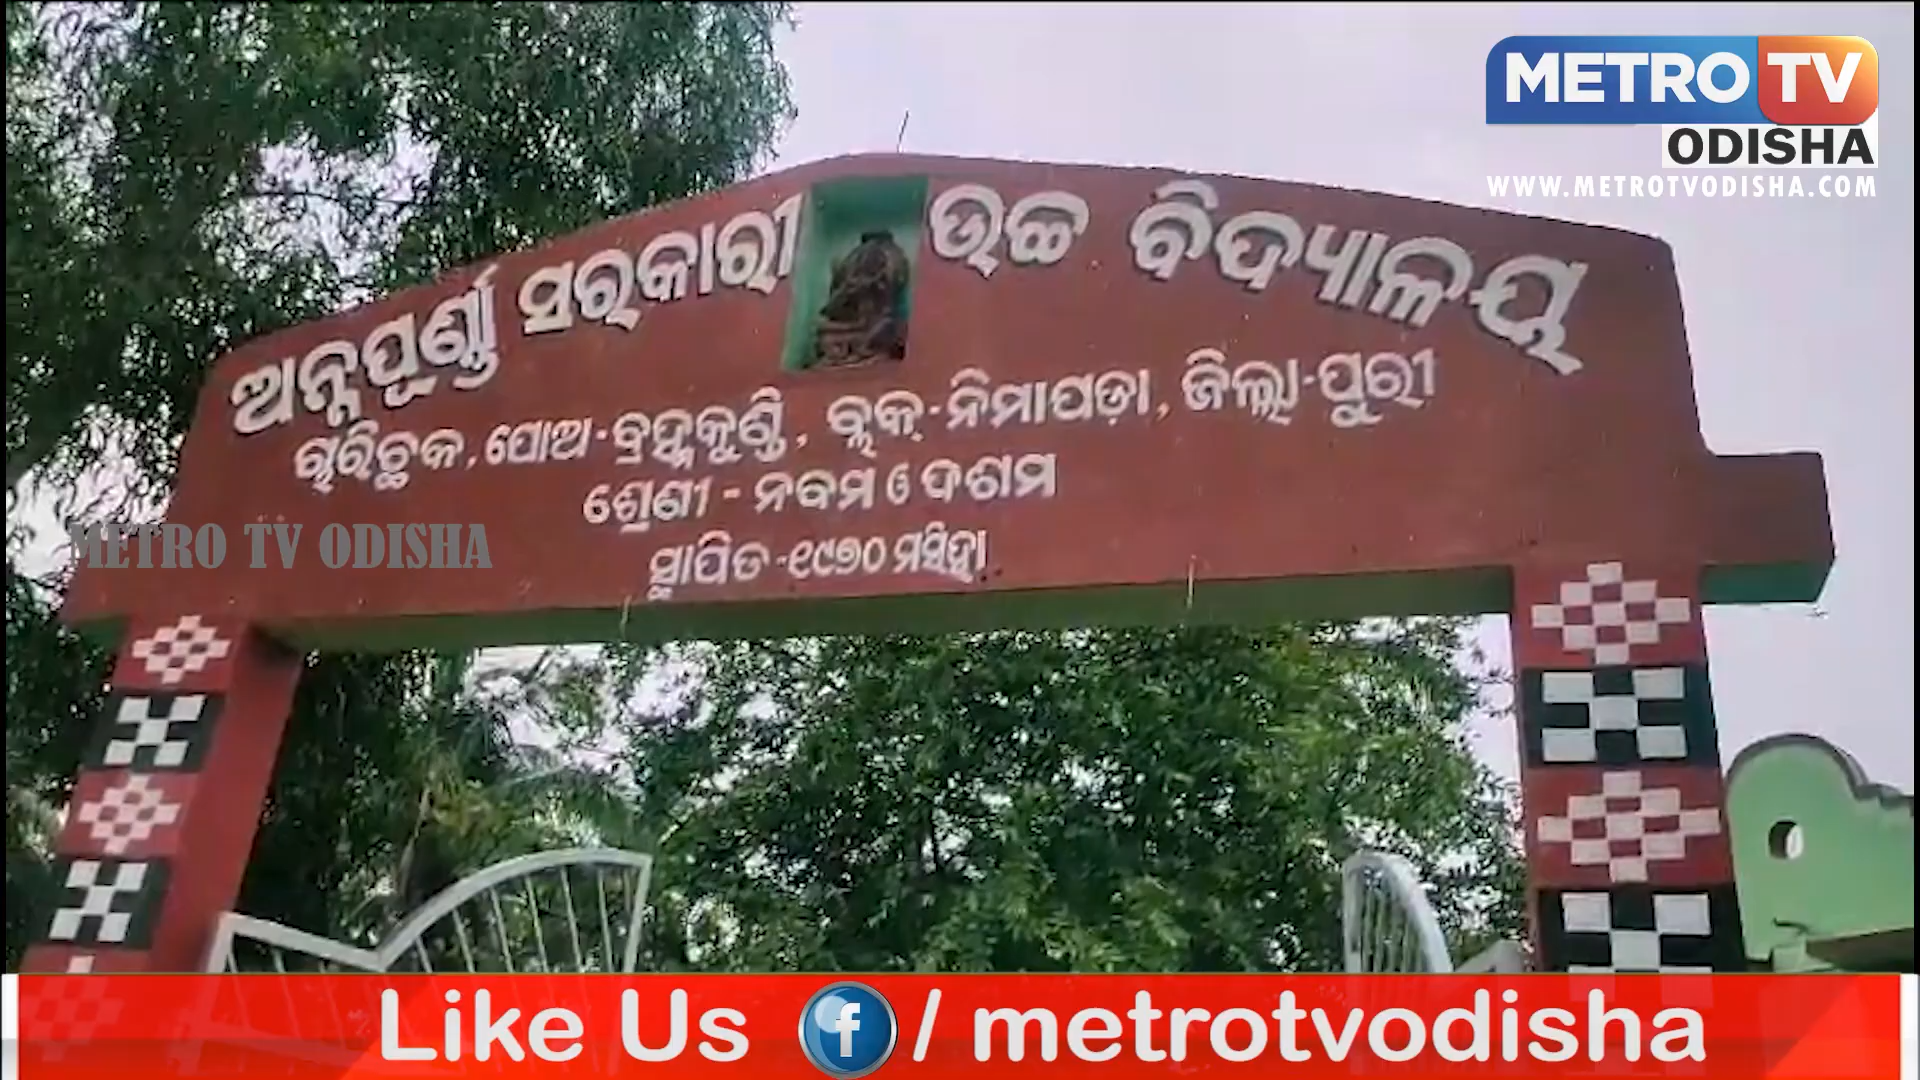 METRO TV
ODISHA
WWW.METROTVODISHA.COM
ଅନ୍ନପୂର୍ଣ୍ଣା ସରକାରୀ ଉଚ୍ଚ ବିଦ୍ୟାଳୟ
ଚାରିଛକ, ପୋଅ-ବ୍ରହ୍ମକୁଣ୍ଡି, ବ୍ଲକ୍-ନିମାପଡ଼ା, ଜିଲ୍ଲା-ପୁରୀ
ଶ୍ରେଣୀ - ନବମ ଓ ଦଶମ
ସ୍ଥାପିତ -୧୯୭୦ ମସିହା
METRO TV ODISHA
Like Us f / metrotvodisha